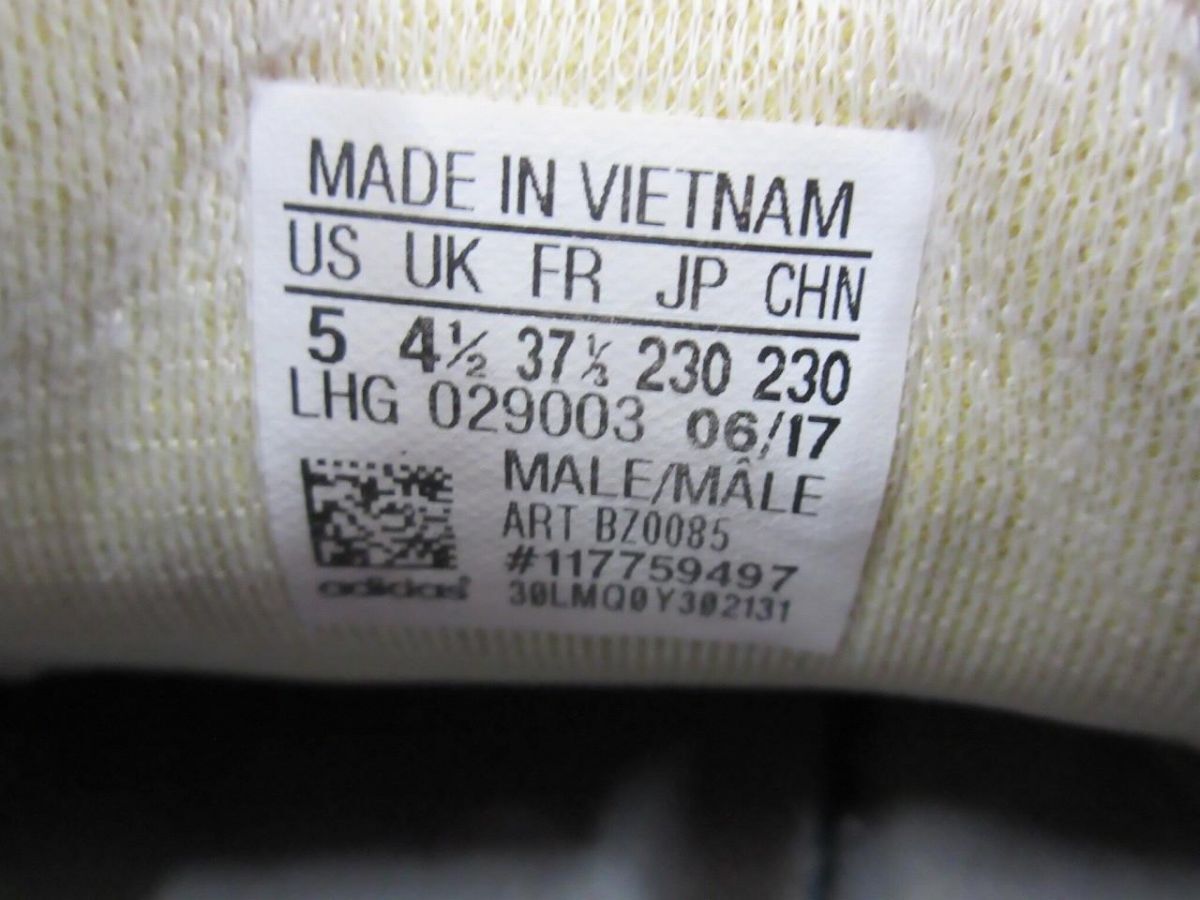 MADE IN VIETNAM
US UK FR JP CHN
5 4½ 37⅓ 230 230
LHG 029003 06/17
MALE/MÂLE
ART BZ0085
#117759497
adidas
30LMQ0Y302131